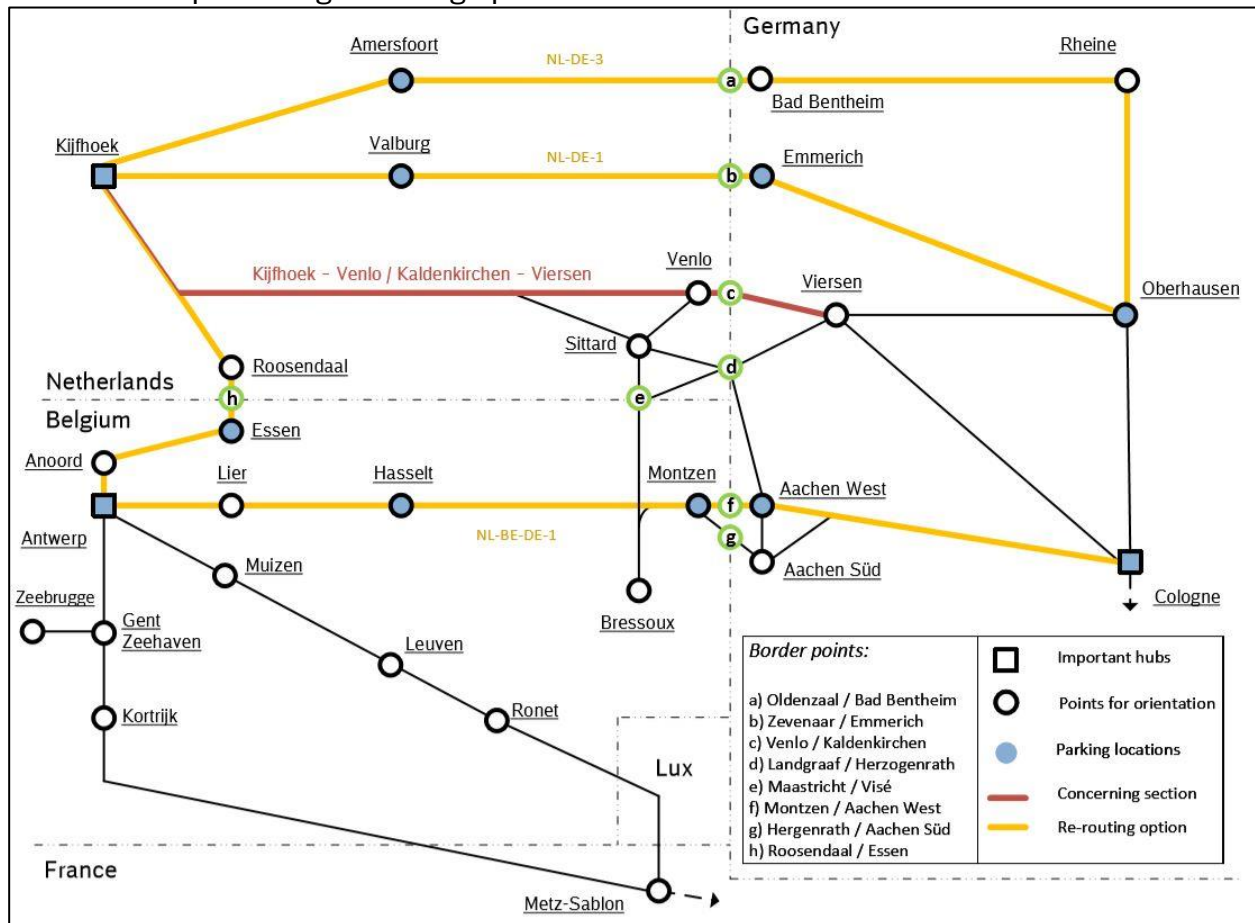 Germany
Amersfoort
NL-DE-3
Rheine
a
Bad Bentheim
Kijfhoek
Valburg
NL-DE-1
Emmerich
b
Kijfhoek - Venlo / Kaldenkirchen - Viersen
Venlo
c
Viersen
Oberhausen
Sittard
Roosendaal
d
Netherlands
h
e
Belgium
Essen
Anoord
Lier
Hasselt
Montzen
Aachen West
f
Antwerp
NL-BE-DE-1
g
Muizen
Aachen Süd
Zeebrugge
Cologne
Bressoux
Gent
Zeehaven
Leuven
Kortrijk
Ronet
Lux
France
Metz-Sablon
Border points:
a) Oldenzaal / Bad Bentheim
b) Zevenaar / Emmerich
c) Venlo / Kaldenkirchen
d) Landgraaf / Herzogenrath
e) Maastricht / Visé
f) Montzen / Aachen West
g) Hergenrath / Aachen Süd
h) Roosendaal / Essen
Important hubs
Points for orientation
Parking locations
Concerning section
Re-routing option